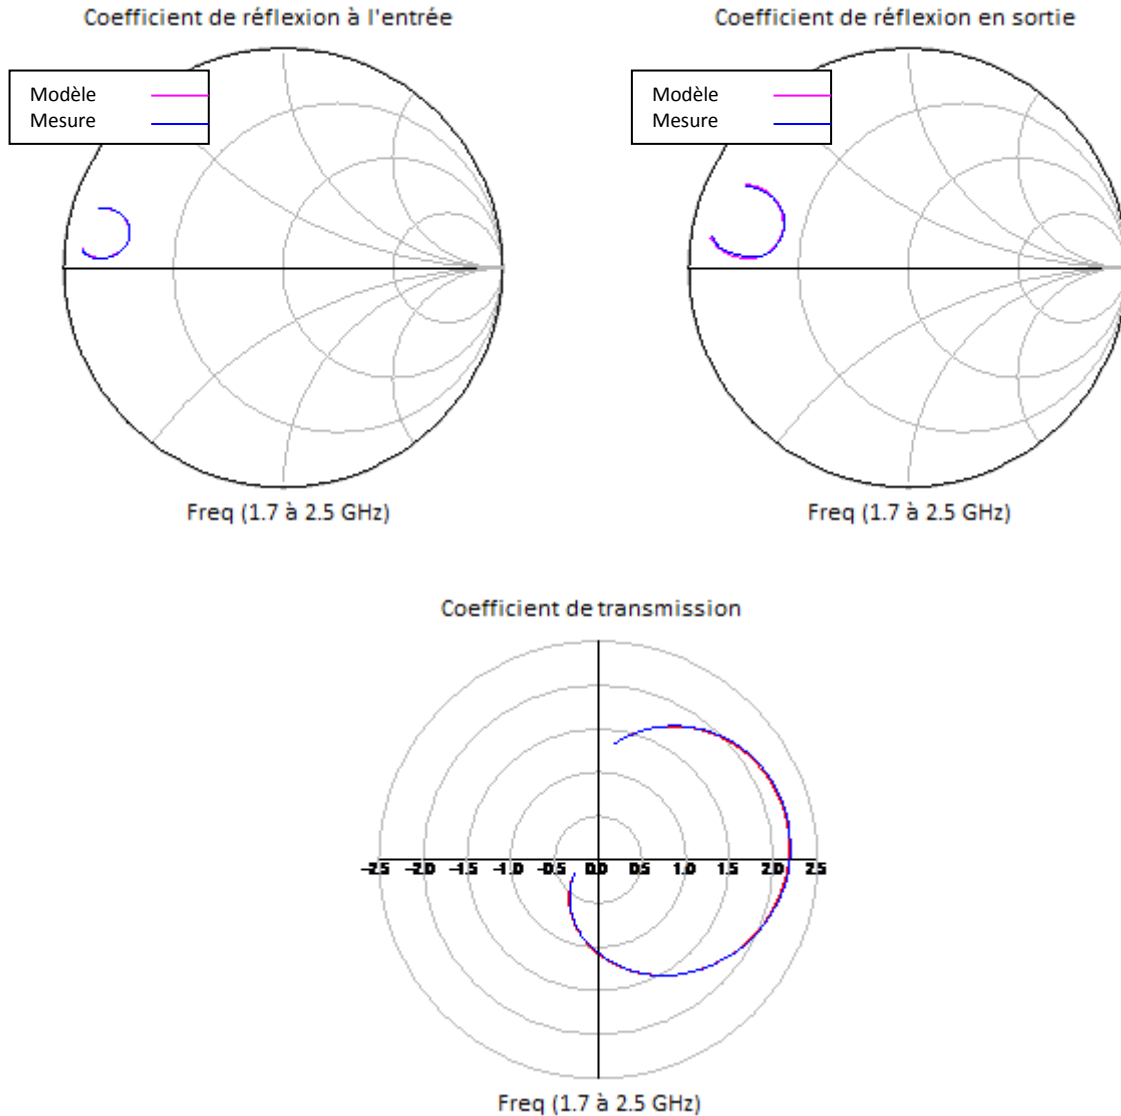 Coefficient de réflexion à l'entrée
Modèle
Mesure
Freq (1.7 à 2.5 GHz)
Coefficient de réflexion en sortie
Modèle
Mesure
Freq (1.7 à 2.5 GHz)
Coefficient de transmission
-2.5 -2.0 -1.5 -1.0 -0.5 0.0 0.5 1.0 1.5 2.0 2.5
Freq (1.7 à 2.5 GHz)